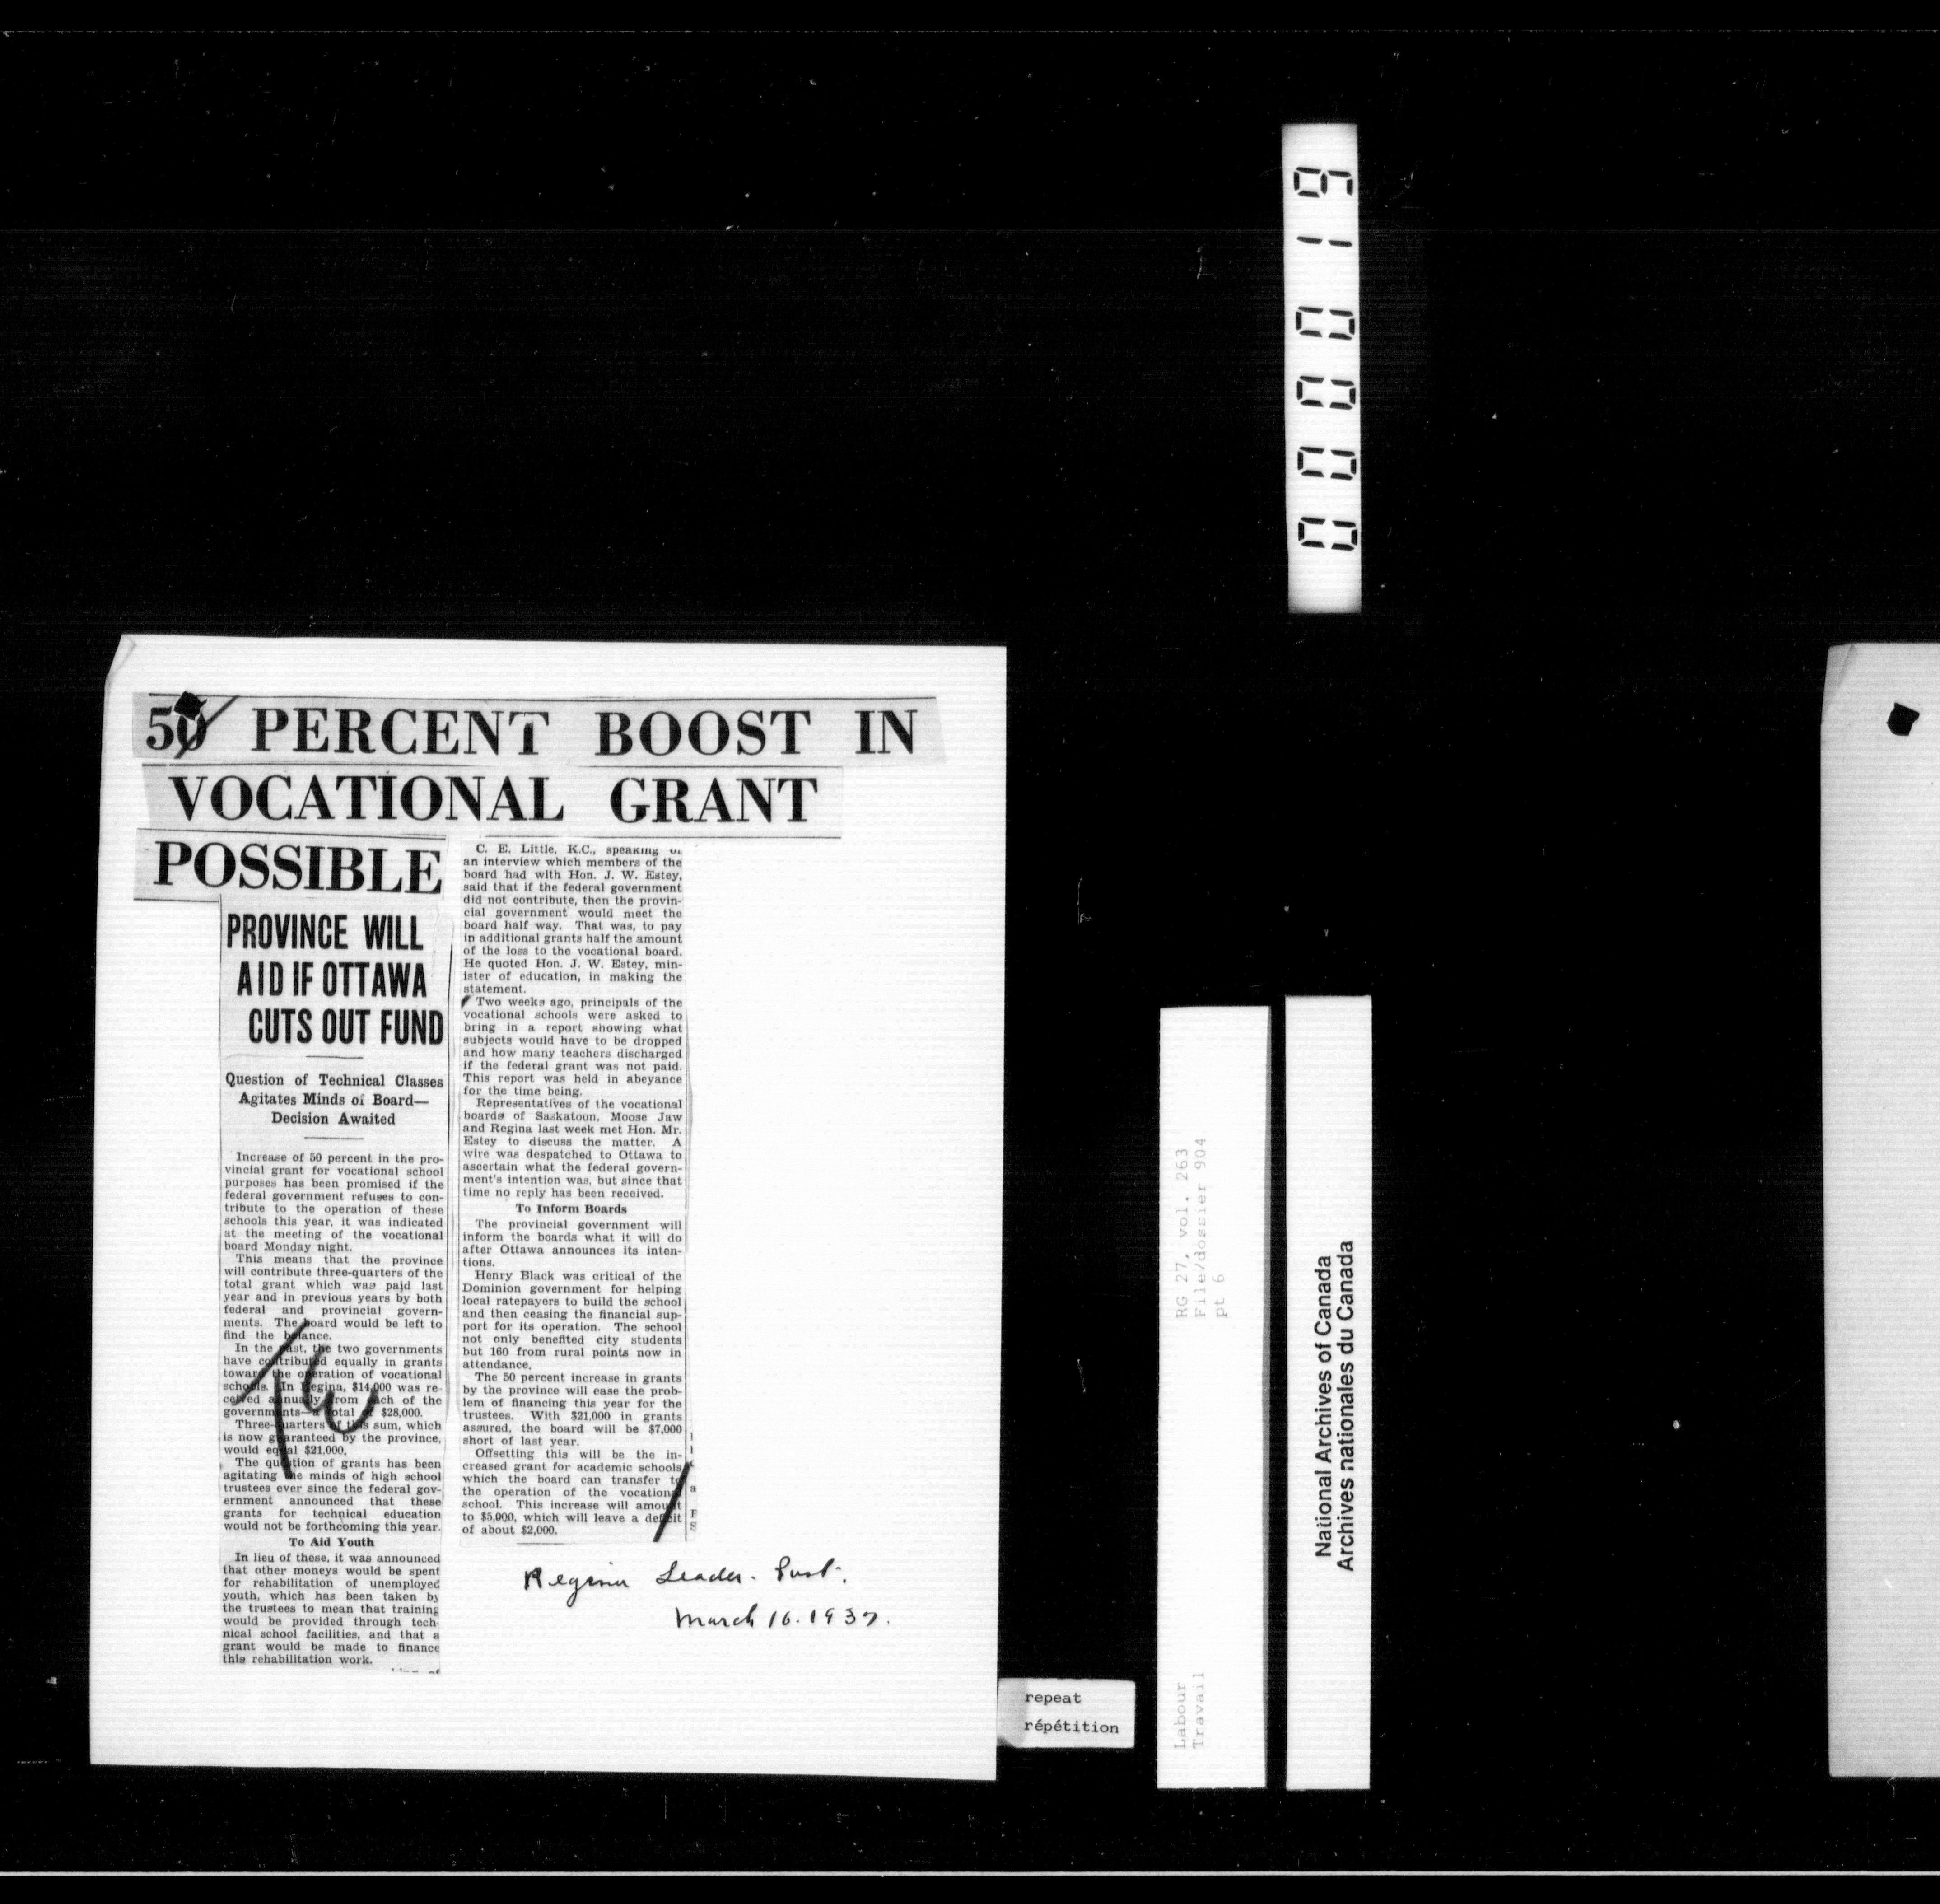 50 PERCENT BOOST IN
VOCATIONAL GRANT
POSSIBLE
PROVINCE WILL
AID IF OTTAWA
CUTS OUT FUND
Question of Technical Classes
Agitates Minds of Board—
Decision Awaited
Increase of 50 percent in the pro-
vincial grant for vocational school
purposes has been promised if the
federal government refuses to con-
tribute to the operation of these
schools this year, it was indicated
at the meeting of the vocational
board Monday night.
This means that the province
will contribute three-quarters of the
total grant which was paid last
year and in previous years by both
federal and provincial govern-
ments. The board would be left to
find the balance.
In the past, the two governments
have contributed equally in grants
toward the operation of vocational
schools. In Regina, $14,000 was re-
ceived annually from each of the
governments—a total of $28,000.
Three-quarters of this sum, which
is now guaranteed by the province,
would equal $21,000.
The question of grants has been
agitating the minds of high school
trustees ever since the federal gov-
ernment announced that these
grants for technical education
would not be forthcoming this year.
To Aid Youth
In lieu of these, it was announced
that other moneys would be spent
for rehabilitation of unemployed
youth, which has been taken by
the trustees to mean that training
would be provided through tech-
nical school facilities, and that a
grant would be made to finance
this rehabilitation work.
C. E. Little, K.C., speaking of
an interview which members of the
board had with Hon. J. W. Estey,
said that if the federal government
did not contribute, then the provin-
cial government would meet the
board half way. That was, to pay
in additional grants half the amount
of the loss to the vocational board.
He quoted Hon. J. W. Estey, min-
ister of education, in making the
statement.
Two weeks ago, principals of the
vocational schools were asked to
bring in a report showing what
subjects would have to be dropped
and how many teachers discharged
if the federal grant was not paid.
This report was held in abeyance
for the time being.
Representatives of the vocational
boards of Saskatoon, Moose Jaw
and Regina last week met Hon. Mr.
Estey to discuss the matter. A
wire was despatched to Ottawa to
ascertain what the federal govern-
ment's intention was, but since that
time no reply has been received.
To Inform Boards
The provincial government will
inform the boards what it will do
after Ottawa announces its inten-
tions.
Henry Black was critical of the
Dominion government for helping
local ratepayers to build the school
and then ceasing the financial sup-
port for its operation. The school
not only benefited city students
but 160 from rural points now in
attendance.
The 50 percent increase in grants
by the province will ease the prob-
lem of financing this year for the
trustees. With $21,000 in grants
assured, the board will be $7,000
short of last year.
Offsetting this will be the in-
creased grant for academic schools
which the board can transfer to
the operation of the vocational
school. This increase will amount
to $5,000, which will leave a deficit
of about $2,000.
Regina Leader-Post.
March 16. 1937.
repeat
répétition
Labour
Travail
RG 27, vol. 263
File/dossier 904
pt 6
National Archives of Canada
Archives nationales du Canada